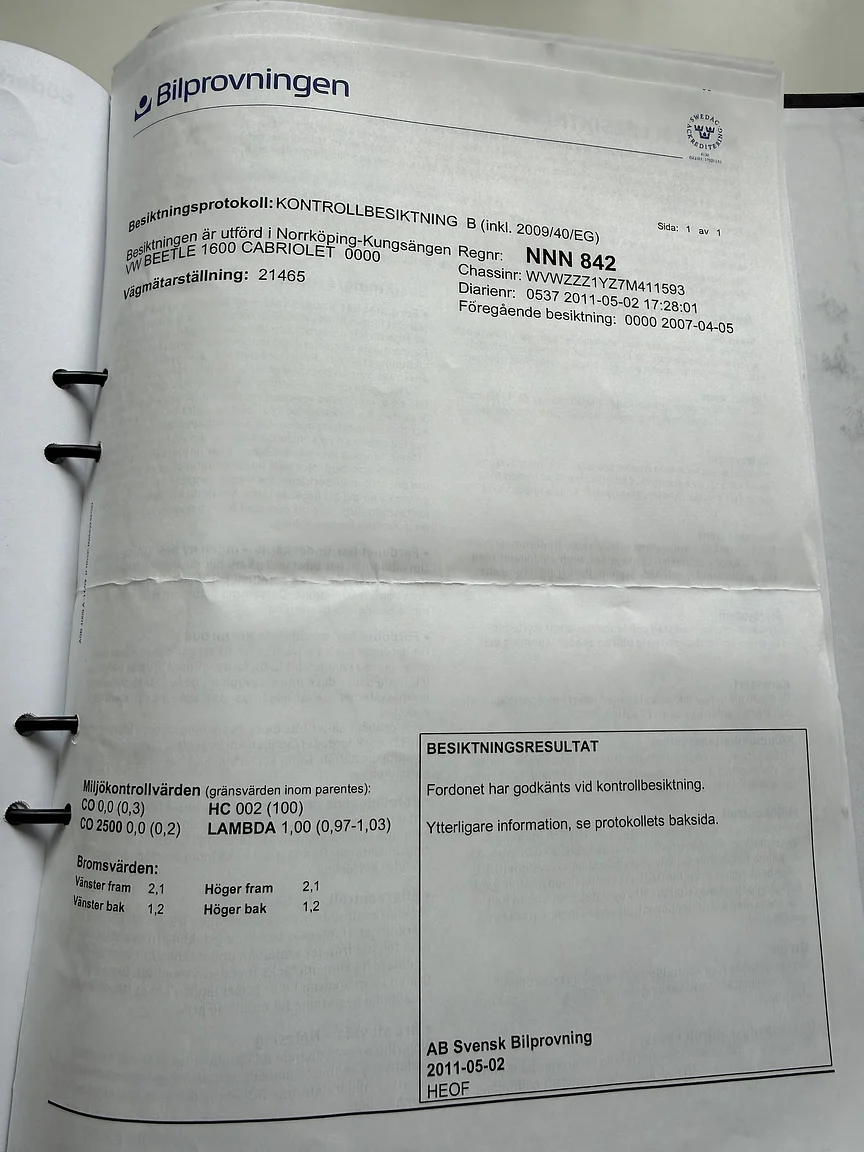 Bilprovningen
SWEDAC
ACKREDITERING
Besiktningsprotokoll: KONTROLLBESIKTNING B (inkl. 2009/40/EG)
Sida: 1 av 1
Besiktningen är utförd i Norrköping-Kungsängen
VW BEETLE 1600 CABRIOLET 0000
Vägmätarställning: 21465
Regnr: NNN 842
Chassinr: WVWZZZ1YZ7M411593
Diarienr: 0537 2011-05-02 17:28:01
Föregående besiktning: 0000 2007-04-05
Miljökontrollvärden (gränsvärden inom parentes):
CO 0,0 (0,3) HC 002 (100)
CO 2500 0,0 (0,2) LAMBDA 1,00 (0,97-1,03)
Bromsvärden:
Vänster fram 2,1 Höger fram 2,1
Vänster bak 1,2 Höger bak 1,2
BESIKTNINGSRESULTAT
Fordonet har godkänts vid kontrollbesiktning.
Ytterligare information, se protokollets baksida.
AB Svensk Bilprovning
2011-05-02
HEOF